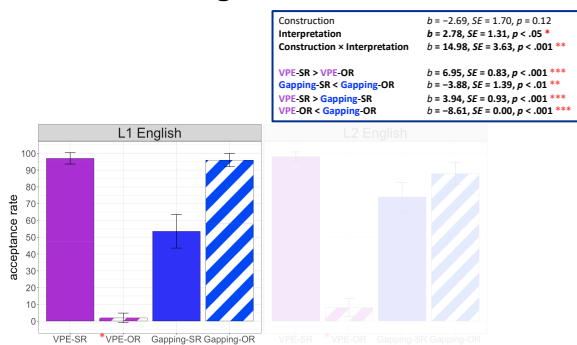 Construction b = −2.69, SE = 1.70, p = 0.12
Interpretation b = 2.78, SE = 1.31, p < .05 *
Construction × Interpretation b = 14.98, SE = 3.63, p < .001 **
VPE-SR > VPE-OR b = 6.95, SE = 0.83, p < .001 ***
Gapping-SR < Gapping-OR b = −3.88, SE = 1.39, p < .01 **
VPE-SR > Gapping-SR b = 3.94, SE = 0.93, p < .001 ***
VPE-OR < Gapping-OR b = −8.61, SE = 0.00, p < .001 ***
L1 English L2 English
acceptance rate
100
90
80
70
60
50
40
30
20
10
0
VPE-SR *VPE-OR Gapping-SR Gapping-OR VPE-SR *VPE-OR Gapping-SR Gapping-OR